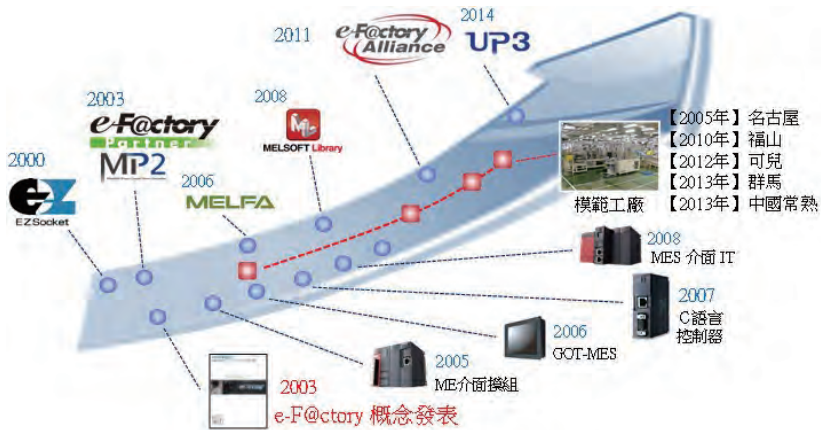 2000
EZ
EZSocket
2003
e-F@ctory
Partner
MP2
2006
MELFA
2008
MELSOFT Library
2011
e-F@ctory
Alliance
2014
UP3
【2005年】名古屋
【2010年】福山
【2012年】可兒
【2013年】群馬
【2013年】中國常熟
模範工廠
2008
MES 介面 IT
2007
C語言
控制器
2006
GOT-MES
2005
ME介面模組
2003
e-F@ctory 概念發表